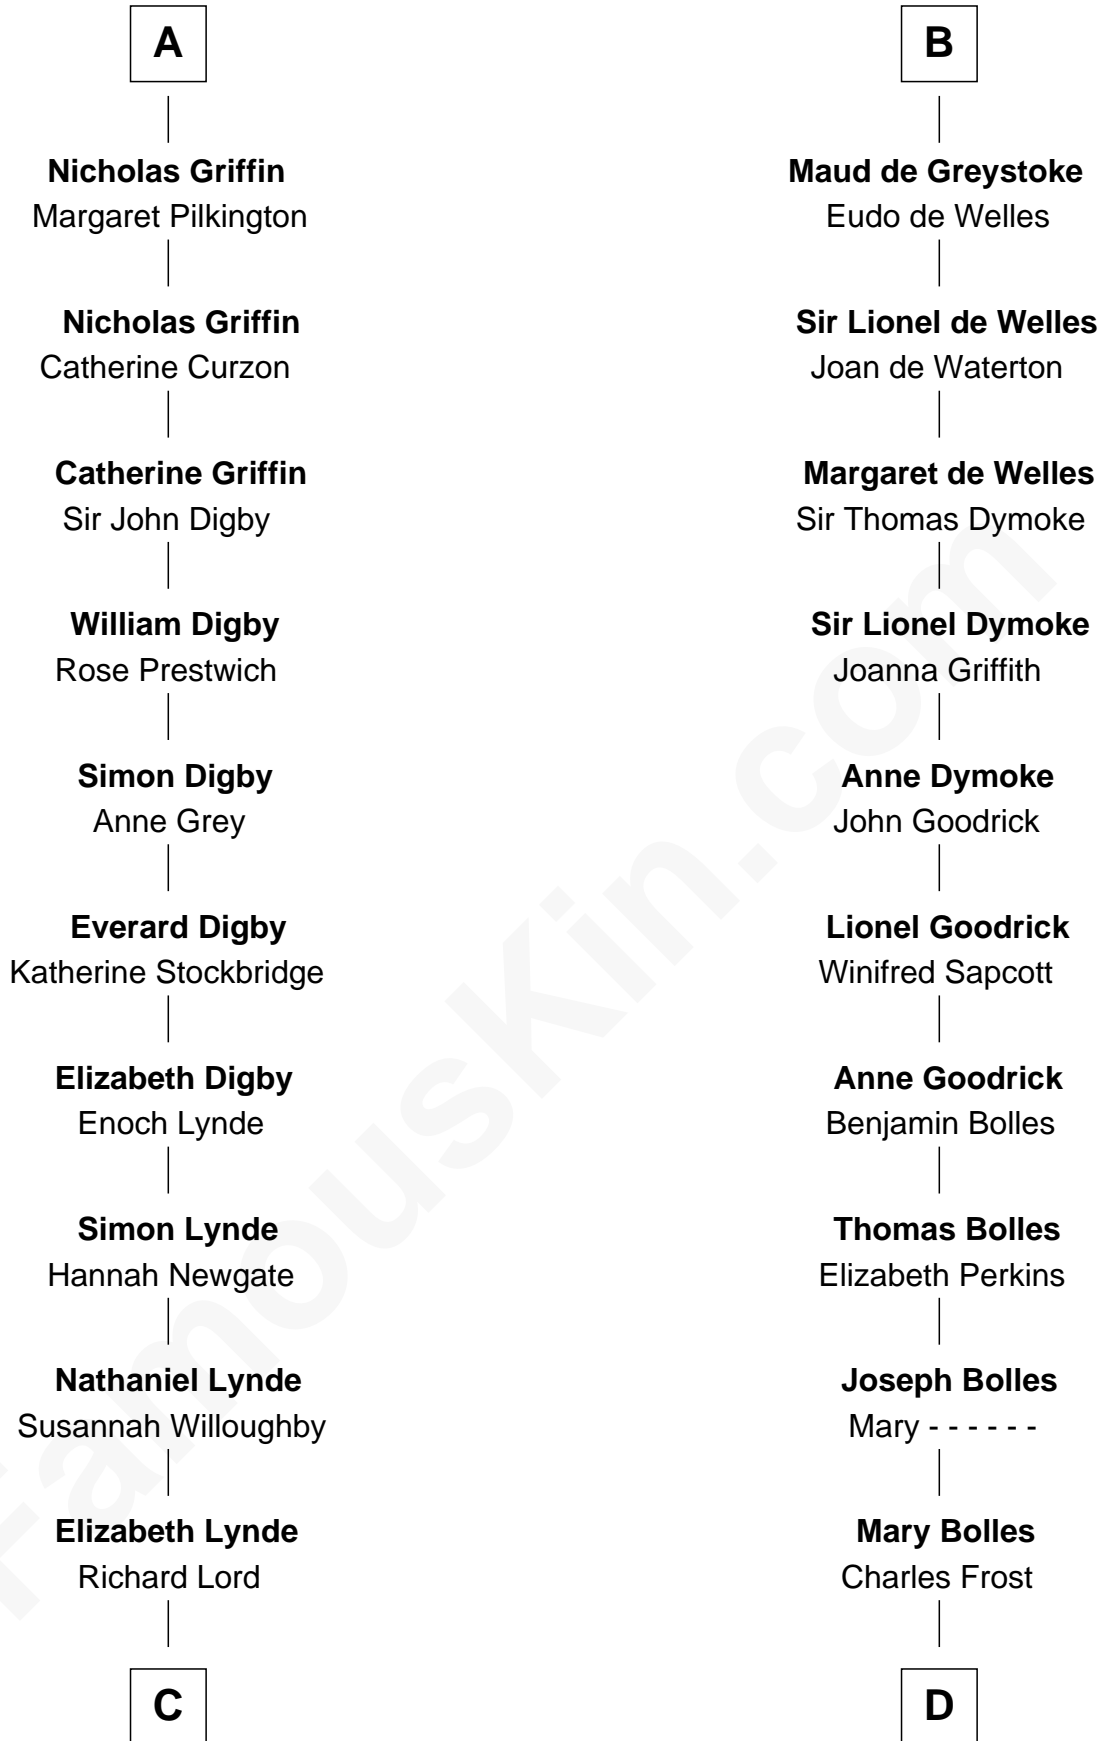 A
Nicholas Griffin
Margaret Pilkington
Nicholas Griffin
Catherine Curzon
Catherine Griffin
Sir John Digby
William Digby
Rose Prestwich
Simon Digby
Anne Grey
Everard Digby
Katherine Stockbridge
Elizabeth Digby
Enoch Lynde
Simon Lynde
Hannah Newgate
Nathaniel Lynde
Susannah Willoughby
Elizabeth Lynde
Richard Lord
C
B
Maud de Greystoke
Eudo de Welles
Sir Lionel de Welles
Joan de Waterton
Margaret de Welles
Sir Thomas Dymoke
Sir Lionel Dymoke
Joanna Griffith
Anne Dymoke
John Goodrick
Lionel Goodrick
Winifred Sapcott
Anne Goodrick
Benjamin Bolles
Thomas Bolles
Elizabeth Perkins
Joseph Bolles
Mary - - - - - -
Mary Bolles
Charles Frost
D
FamousKin.com